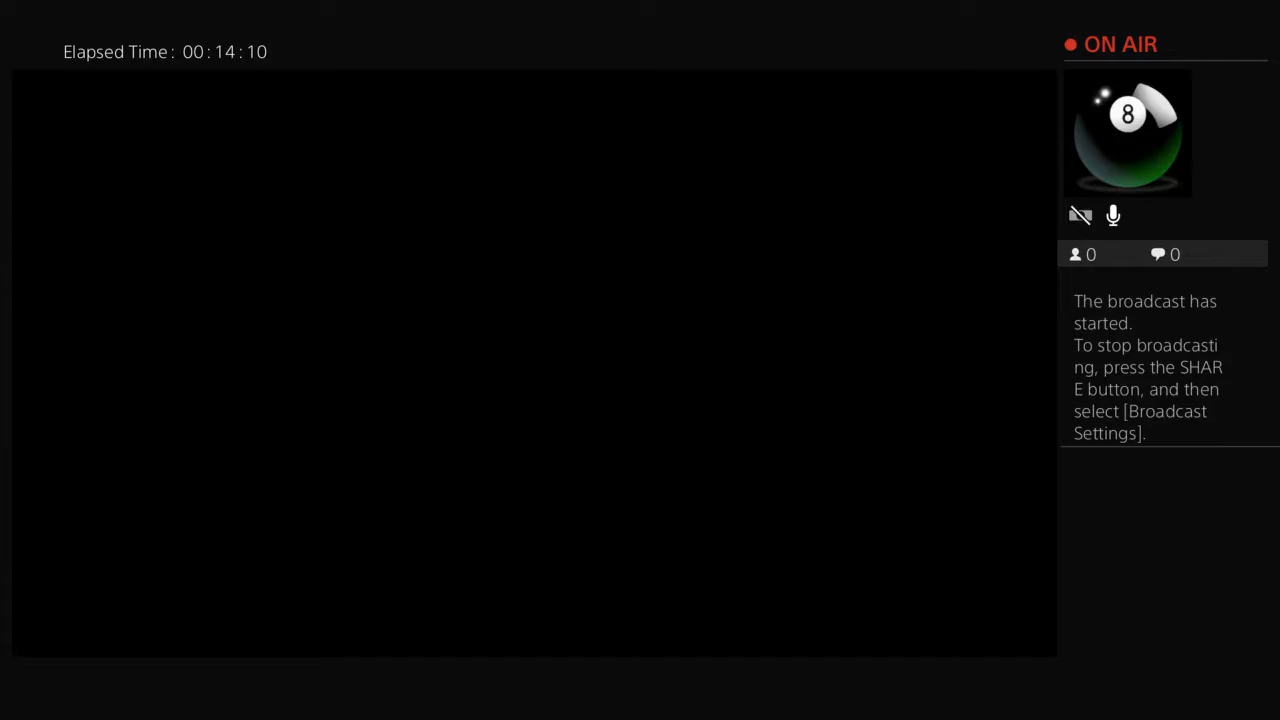 Elapsed Time: 00:14:10
ON AIR
8
0 0
The broadcast has
started.
To stop broadcasti
ng, press the SHAR
E button, and then
select [Broadcast
Settings].